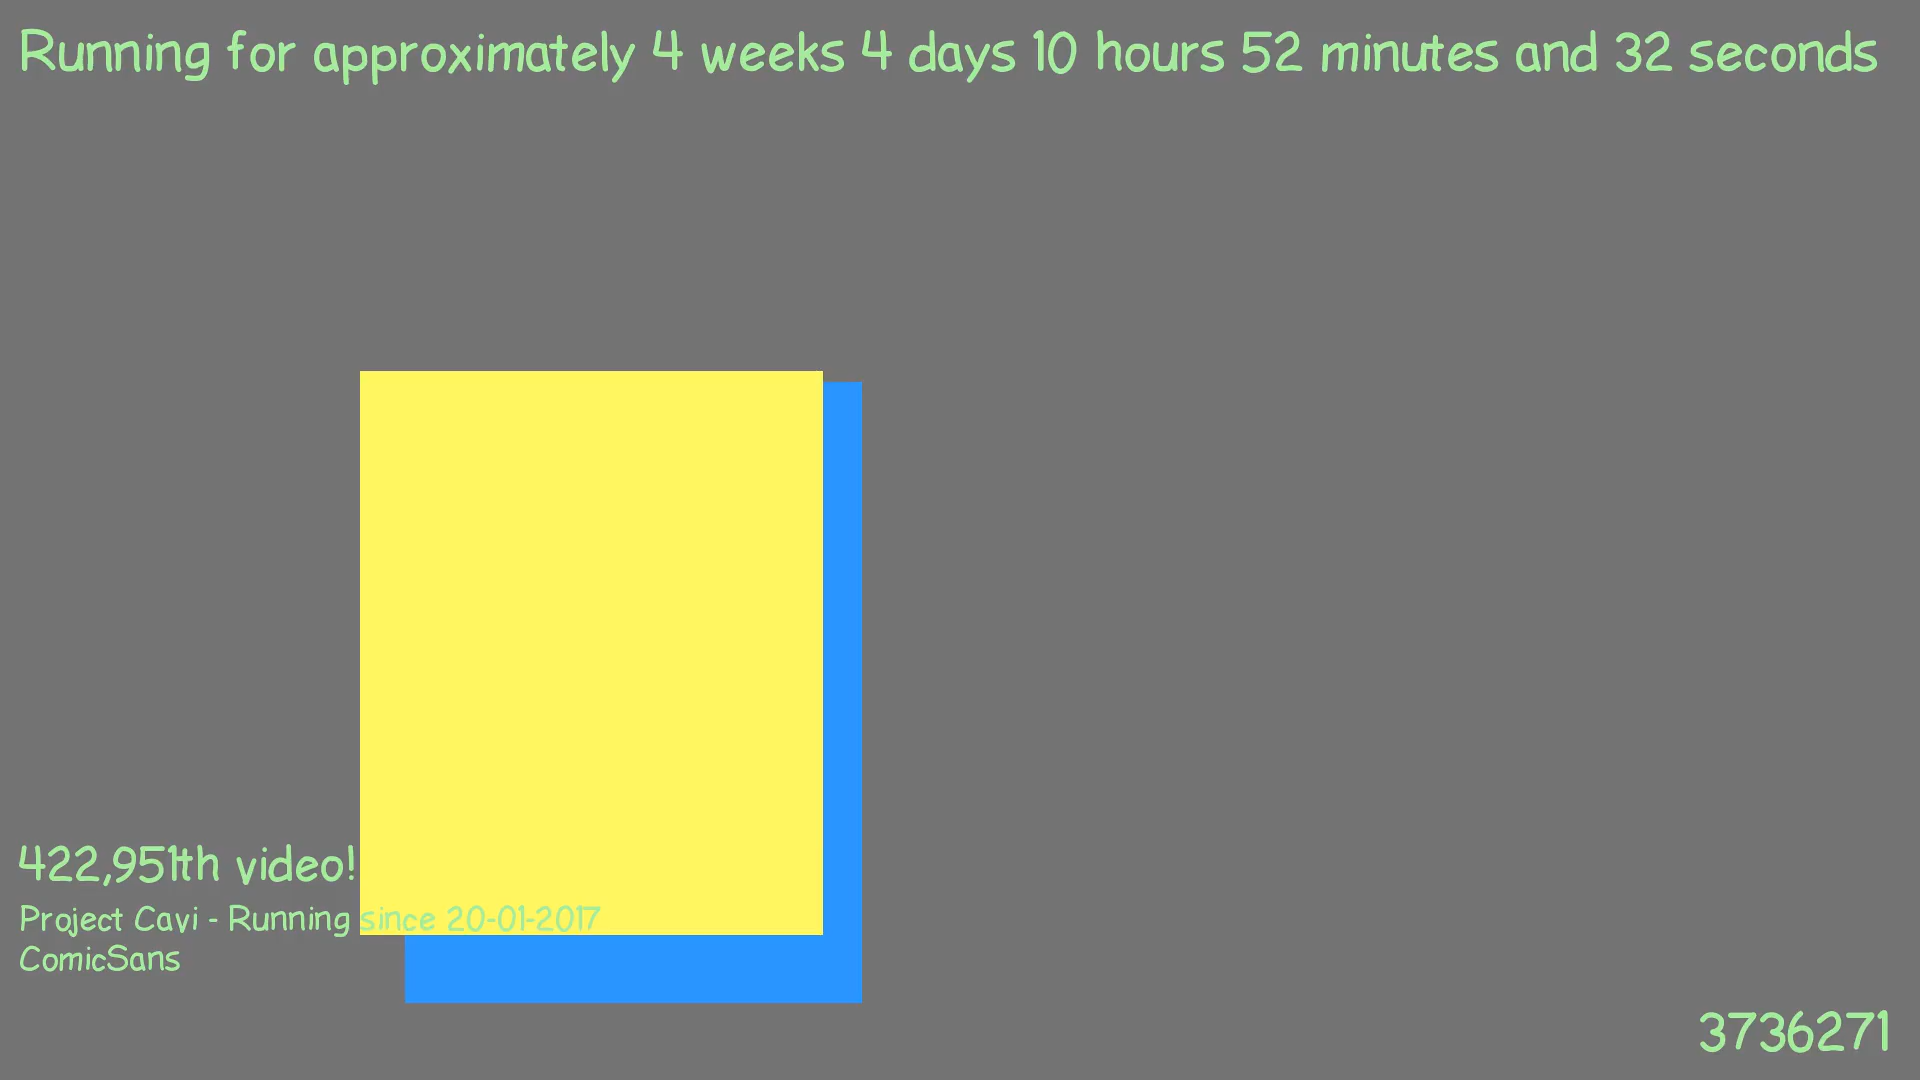 Running for approximately 4 weeks 4 days 10 hours 52 minutes and 32 seconds
422,951th video!
Project Cavi - Running since 20-01-2017
ComicSans
3736271